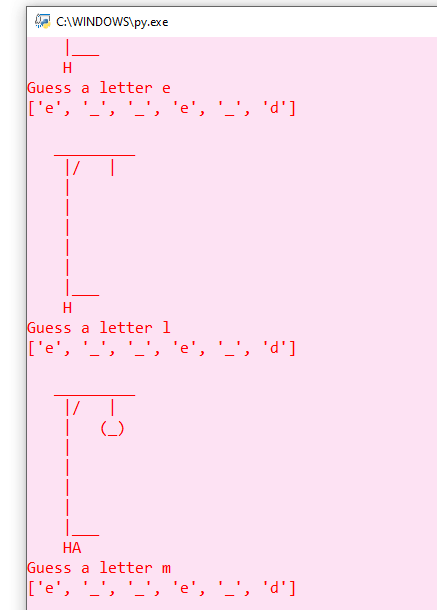 C:\WINDOWS\py.exe
|___
H
Guess a letter e
['e', '_', '_', 'e', '_', 'd']
_________
|/   |
|
|
|
|
|
|___
H
Guess a letter l
['e', '_', '_', 'e', '_', 'd']
_________
|/   |
|   (_)
|
|
|
|
|___
HA
Guess a letter m
['e', '_', '_', 'e', '_', 'd']